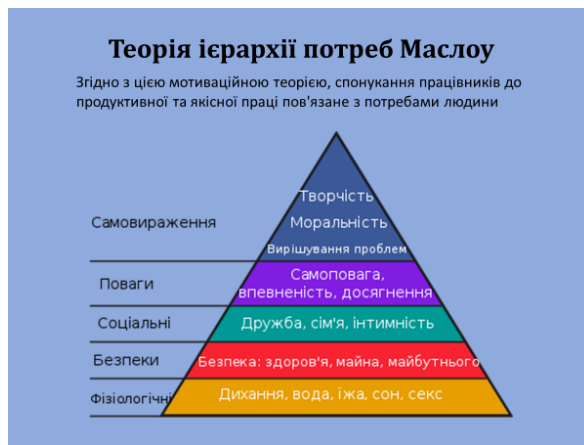 Теорія ієрархії потреб Маслоу
Згідно з цією мотиваційною теорією, спонукання працівників до
продуктивної та якісної праці пов'язане з потребами людини
Творчість
Самовираження
Моральність
Вирішування проблем
Поваги
Самоповага,
впевненість, досягнення
Соціальні
Дружба, сім'я, інтимність
Безпеки
Безпека: здоров'я, майна, майбутнього
Фізіологічні
Дихання, вода, їжа, сон, секс